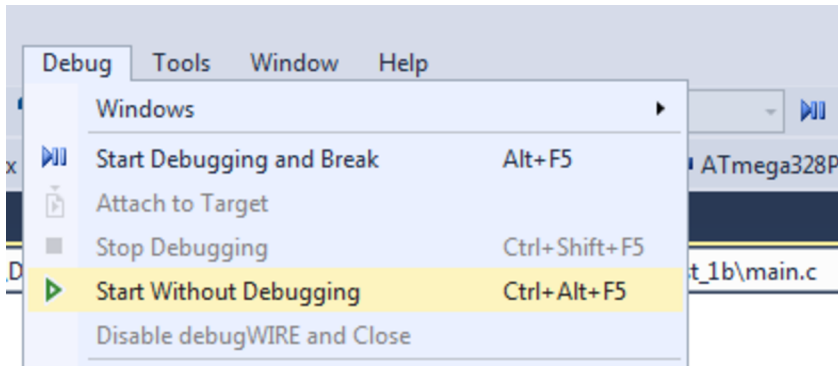 Debug Tools Window Help
Windows
Start Debugging and Break Alt+F5
x ATmega328P
Attach to Target
Stop Debugging Ctrl+Shift+F5
D Start Without Debugging Ctrl+Alt+F5 t_1b\main.c
Disable debugWIRE and Close